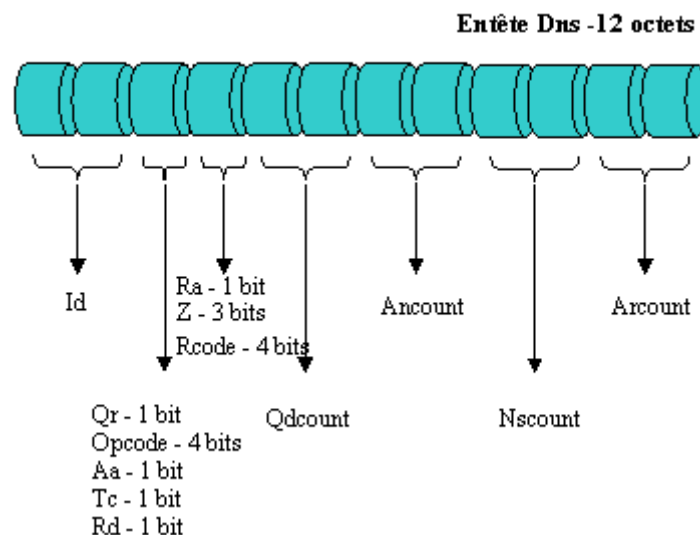 Entête Dns -12 octets
Id
Ra - 1 bit
Z - 3 bits
Rcode - 4 bits
Ancount
Arcount
Qr - 1 bit
Opcode - 4 bits
Aa - 1 bit
Tc - 1 bit
Rd - 1 bit
Qdcount
Nscount